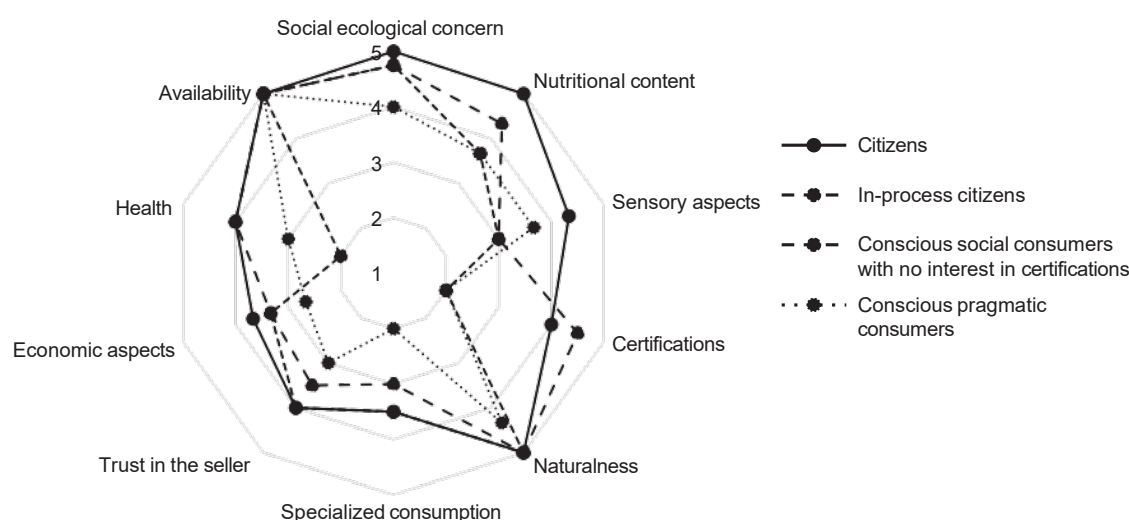 Social ecological concern
5
Nutritional content
Availability
4
Citizens
3
In-process citizens
Health
Sensory aspects
2
Conscious social consumers
with no interest in certifications
1
Conscious pragmatic
consumers
Economic aspects
Certifications
Trust in the seller
Naturalness
Specialized consumption